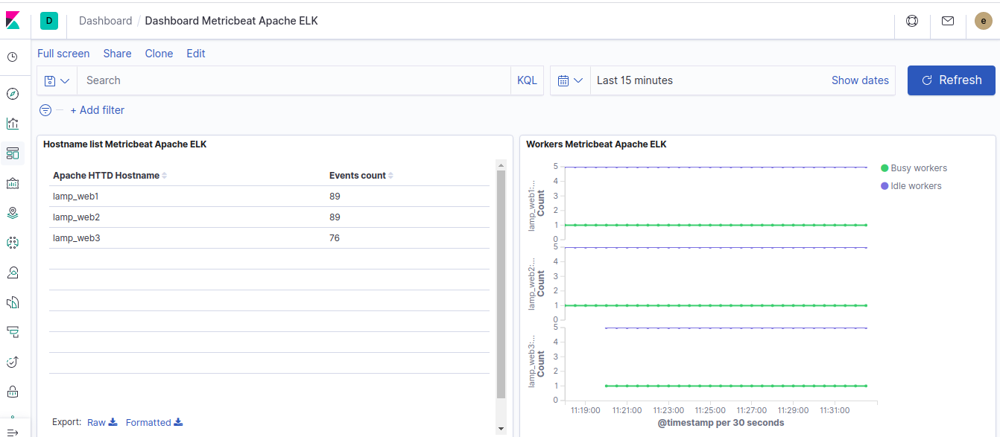 D Dashboard / Dashboard Metricbeat Apache ELK e
Full screen Share Clone Edit
Search KQL Last 15 minutes Show dates Refresh
+ Add filter
Hostname list Metricbeat Apache ELK
Apache HTTD Hostname Events count
lamp_web1 89
lamp_web2 89
lamp_web3 76
Export: Raw Formatted
Workers Metricbeat Apache ELK
lamp_web1:...
Count
5
4
3
2
1
0
lamp_web2:...
Count
5
4
3
2
1
0
lamp_web3:...
Count
5
4
3
2
1
0
11:19:00 11:21:00 11:23:00 11:25:00 11:27:00 11:29:00 11:31:00
@timestamp per 30 seconds
Busy workers
Idle workers